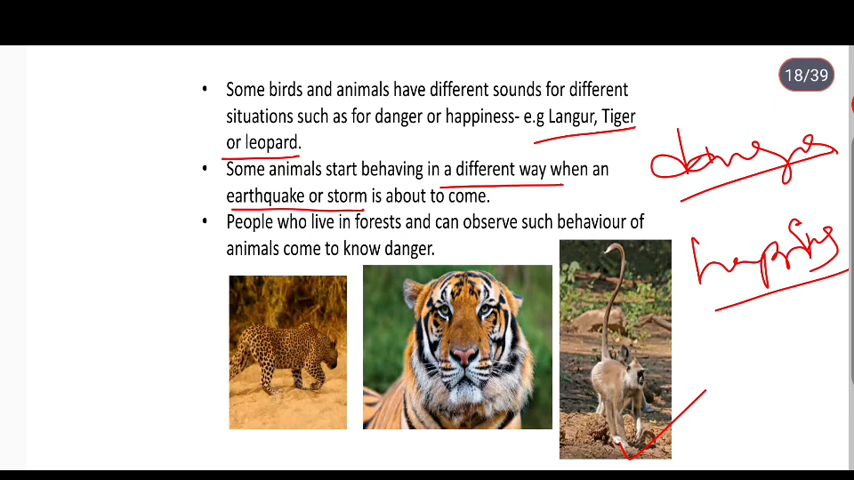 18/39
• Some birds and animals have different sounds for different
situations such as for danger or happiness- e.g Langur, Tiger
or leopard.
• Some animals start behaving in a different way when an
earthquake or storm is about to come.
• People who live in forests and can observe such behaviour of
animals come to know danger.
danger